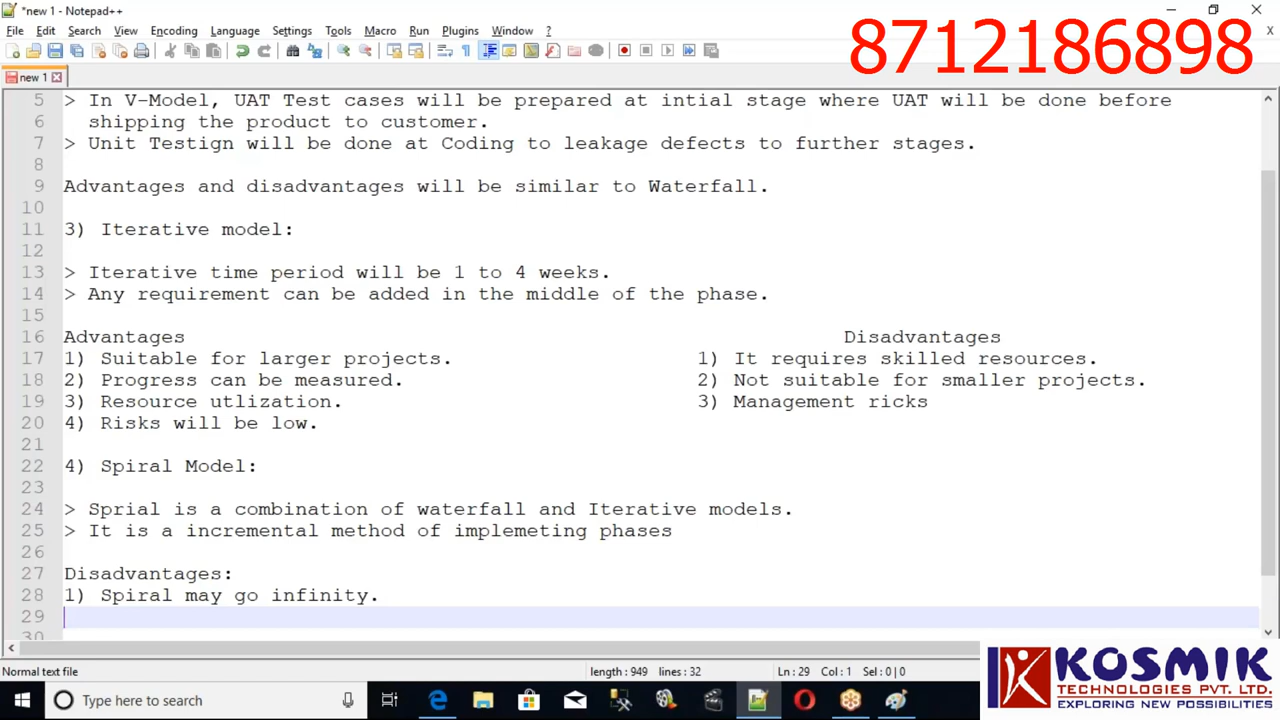 *new 1 - Notepad++
File Edit Search View Encoding Language Settings Tools Macro Run Plugins Window ? X
8712186898
new 1
5 > In V-Model, UAT Test cases will be prepared at intial stage where UAT will be done before
6 shipping the product to customer.
7 > Unit Testign will be done at Coding to leakage defects to further stages.
8
9 Advantages and disadvantages will be similar to Waterfall.
10
11 3) Iterative model:
12
13 > Iterative time period will be 1 to 4 weeks.
14 > Any requirement can be added in the middle of the phase.
15
16 Advantages Disadvantages
17 1) Suitable for larger projects. 1) It requires skilled resources.
18 2) Progress can be measured. 2) Not suitable for smaller projects.
19 3) Resource utlization. 3) Management ricks
20 4) Risks will be low.
21
22 4) Spiral Model:
23
24 > Sprial is a combination of waterfall and Iterative models.
25 > It is a incremental method of implemeting phases
26
27 Disadvantages:
28 1) Spiral may go infinity.
29
30
Normal text file length : 949 lines : 32 Ln : 29 Col : 1 Sel : 0 | 0
KOSMIK
TECHNOLOGIES PVT. LTD.
EXPLORING NEW POSSIBILITIES
Type here to search